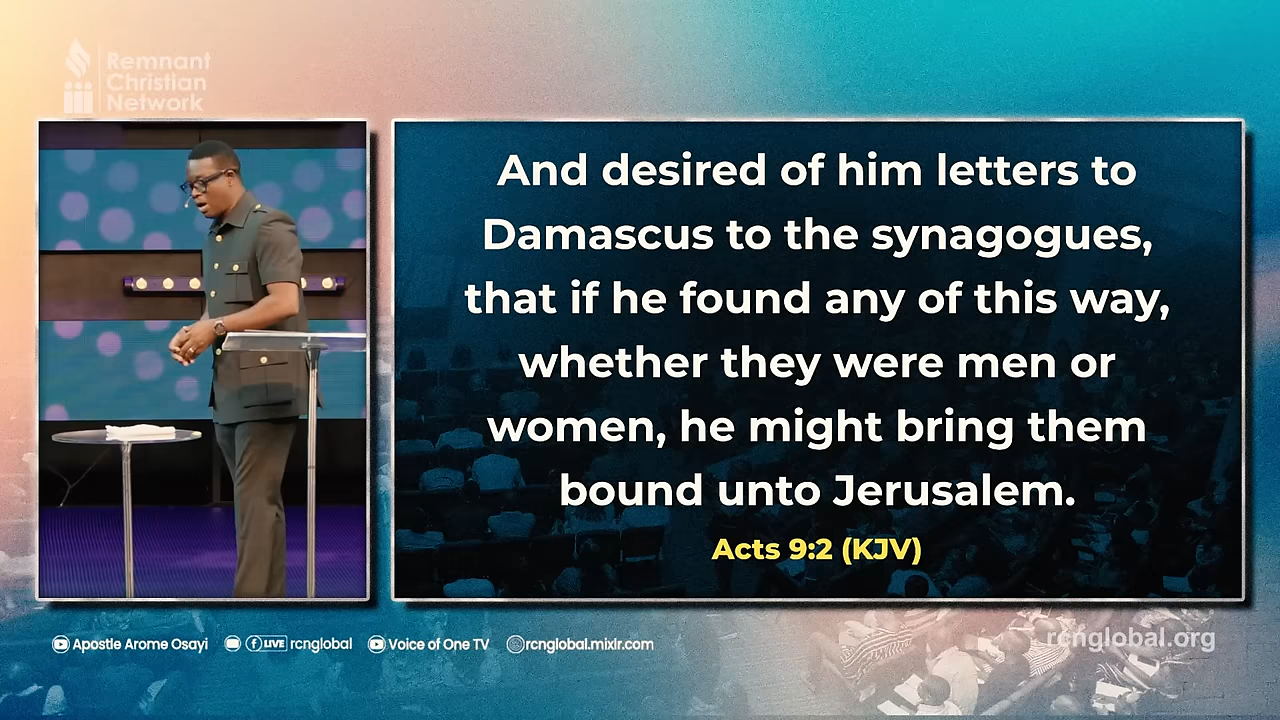 Remnant
Christian
Network
And desired of him letters to
Damascus to the synagogues,
that if he found any of this way,
whether they were men or
women, he might bring them
bound unto Jerusalem.
Acts 9:2 (KJV)
Apostle Arome Osayi
LIVE rcnglobal
Voice of One TV
rcnglobal.mixlr.com
rcnglobal.org